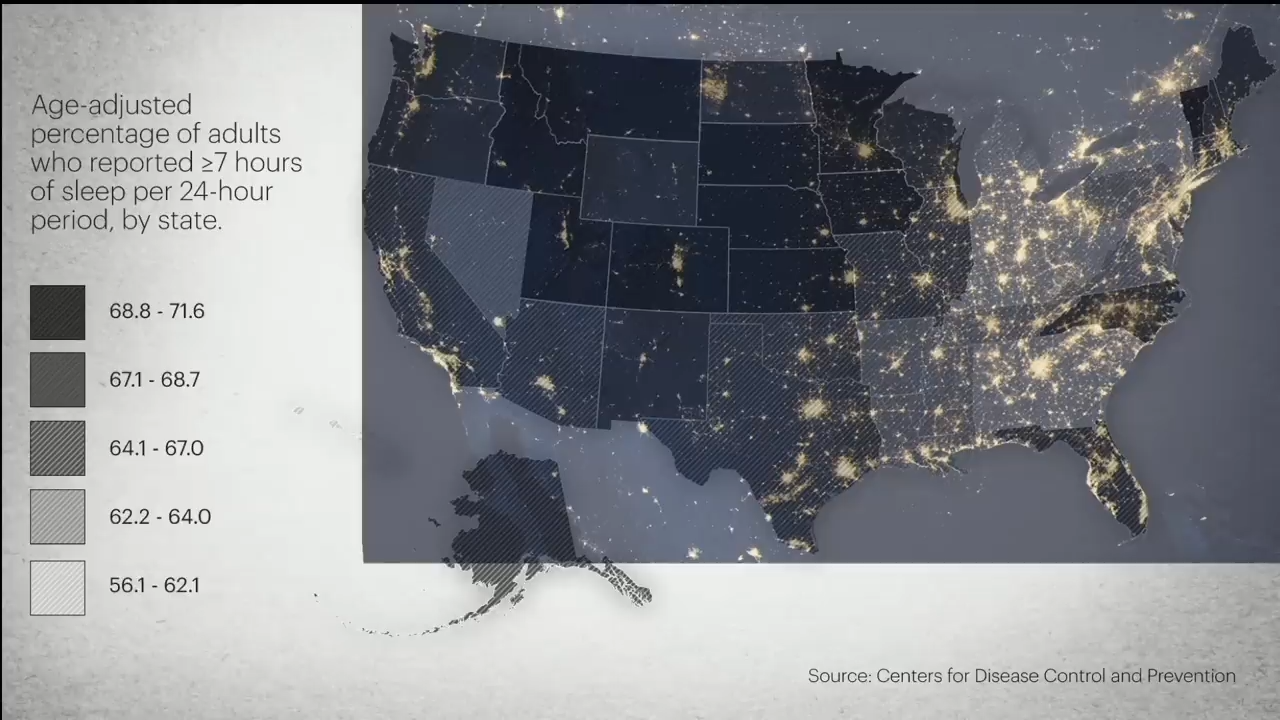 Age-adjusted
percentage of adults
who reported ≥7 hours
of sleep per 24-hour
period, by state.
68.8 - 71.6
67.1 - 68.7
64.1 - 67.0
62.2 - 64.0
56.1 - 62.1
Source: Centers for Disease Control and Prevention